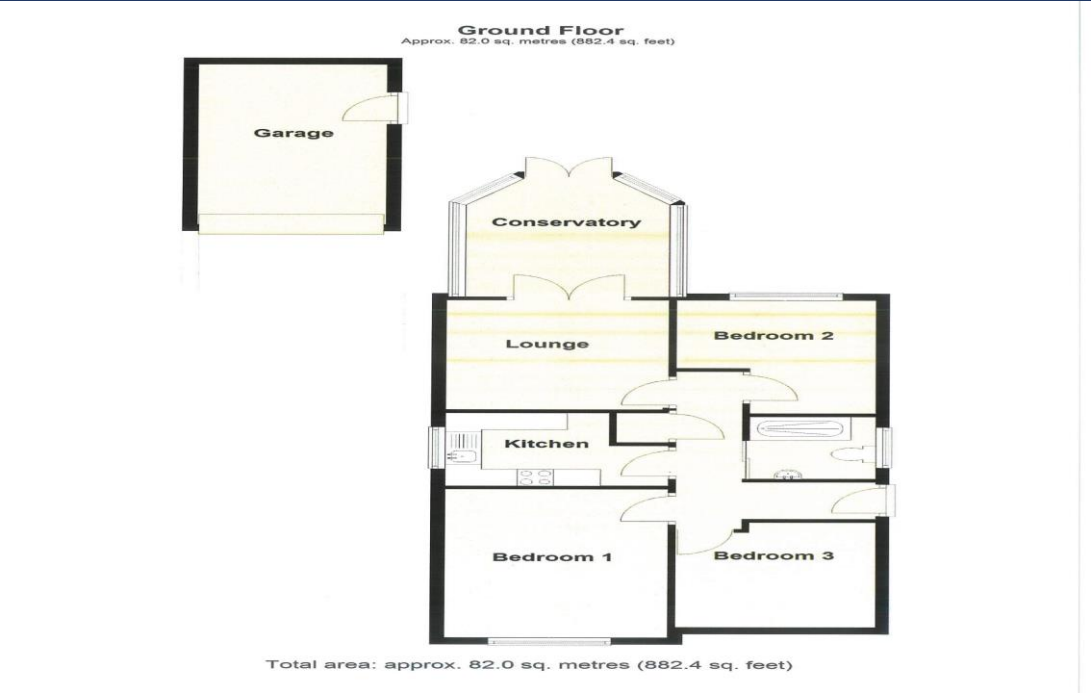 Ground Floor
Approx. 82.0 sq. metres (882.4 sq. feet)
Garage
Conservatory
Lounge
Bedroom 2
Kitchen
Bedroom 1
Bedroom 3
Total area: approx. 82.0 sq. metres (882.4 sq. feet)